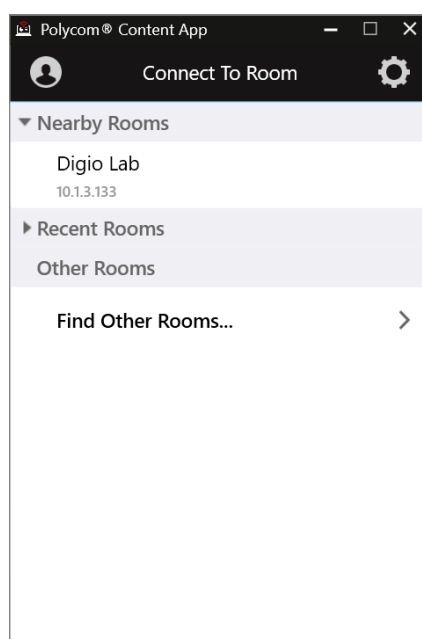 Polycom® Content App
Connect To Room
Nearby Rooms
Digio Lab
10.1.3.133
Recent Rooms
Other Rooms
Find Other Rooms...